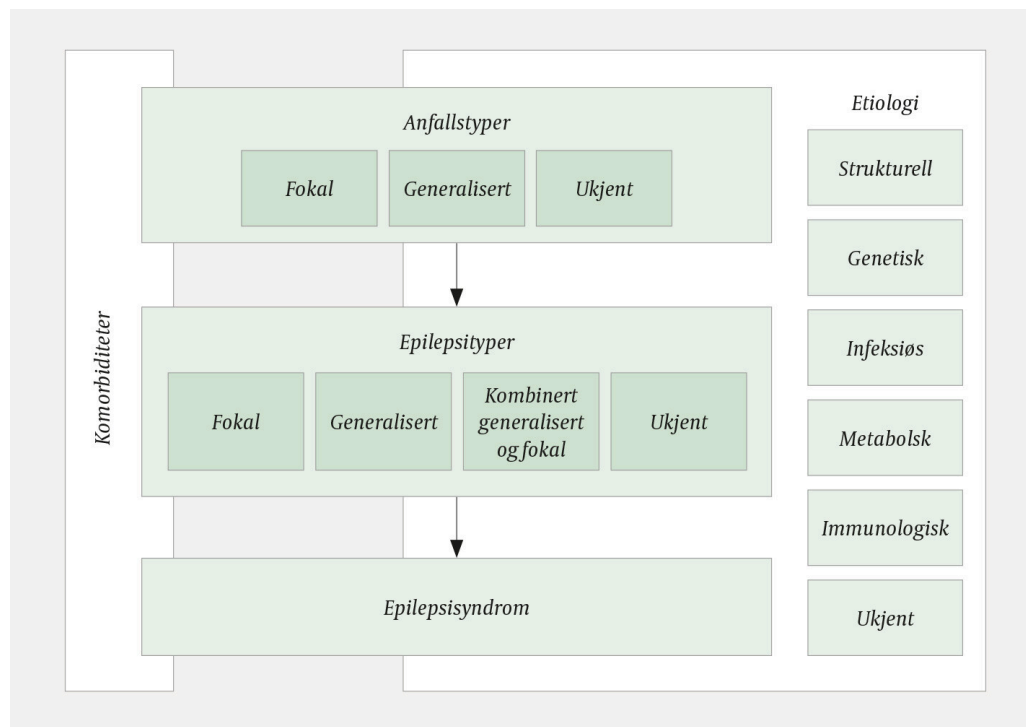 Komorbiditeter
Anfallstyper
Fokal
Generalisert
Ukjent
Epilepsityper
Fokal
Generalisert
Kombinert
generalisert
og fokal
Ukjent
Epilepsisyndrom
Etiologi
Strukturell
Genetisk
Infeksiøs
Metabolsk
Immunologisk
Ukjent